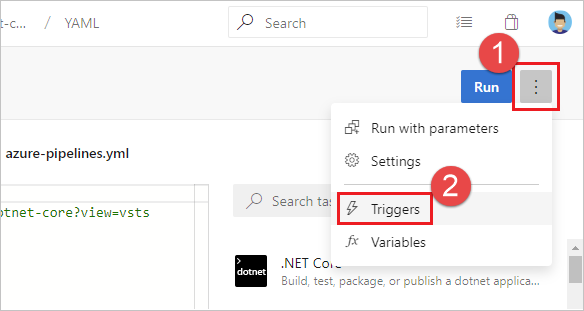 t-c... / YAML
Search
1
Run
Run with parameters
azure-pipelines.yml
Settings
2
Search tas
Triggers
otnet-core?view=vsts
fx Variables
>
dotnet
.NET Core
Build, test, package, or publish a dotnet applica...